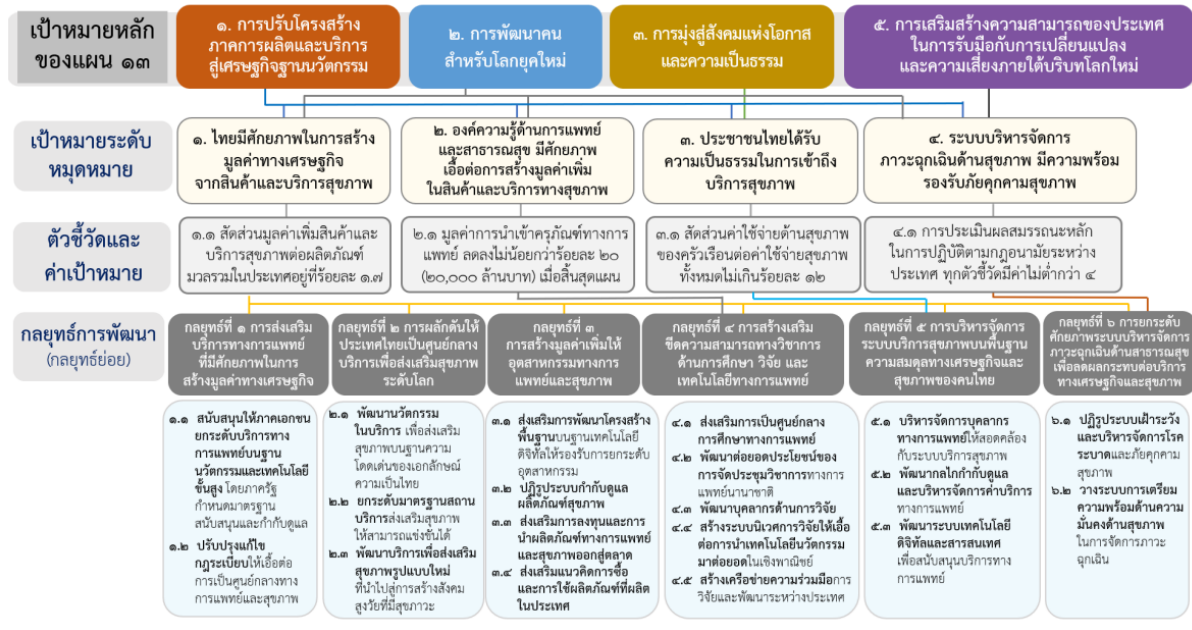 เป้าหมายหลัก
ของแผน ๑๓
๑. การปรับโครงสร้าง
ภาคการผลิตและบริการ
สู่เศรษฐกิจฐานนวัตกรรม
๒. การพัฒนาคน
สำหรับโลกยุคใหม่
๓. การมุ่งสู่สังคมแห่งโอกาส
และความเป็นธรรม
๕. การเสริมสร้างความสามารถของประเทศ
ในการรับมือกับการเปลี่ยนแปลง
และความเสี่ยงภายใต้บริบทโลกใหม่
เป้าหมายระดับ
หมุดหมาย
๑. ไทยมีศักยภาพในการสร้าง
มูลค่าทางเศรษฐกิจ
จากสินค้าและบริการสุขภาพ
๒. องค์ความรู้ด้านการแพทย์
และสาธารณสุข มีศักยภาพ
เอื้อต่อการสร้างมูลค่าเพิ่ม
ในสินค้าและบริการทางสุขภาพ
๓. ประชาชนไทยได้รับ
ความเป็นธรรมในการเข้าถึง
บริการสุขภาพ
๔. ระบบบริหารจัดการ
ภาวะฉุกเฉินด้านสุขภาพ มีความพร้อม
รองรับภัยคุกคามสุขภาพ
ตัวชี้วัดและ
ค่าเป้าหมาย
๑.๑ สัดส่วนมูลค่าเพิ่มสินค้าและ
บริการสุขภาพต่อผลิตภัณฑ์
มวลรวมในประเทศอยู่ที่ร้อยละ ๑.๗
๒.๑ มูลค่าการนำเข้าครุภัณฑ์ทางการ
แพทย์ ลดลงไม่น้อยกว่าร้อยละ ๒๐
(๒๐,๐๐๐ ล้านบาท) เมื่อสิ้นสุดแผน
๓.๑ สัดส่วนค่าใช้จ่ายด้านสุขภาพ
ของครัวเรือนต่อค่าใช้จ่ายสุขภาพ
ทั้งหมดไม่เกินร้อยละ ๑๒
๔.๑ การประเมินผลสมรรถนะหลัก
ในการปฏิบัติตามกฎอนามัยระหว่าง
ประเทศ ทุกตัวชี้วัดมีค่าไม่ต่ำกว่า ๔
กลยุทธ์การพัฒนา
(กลยุทธ์ย่อย)
กลยุทธ์ที่ ๑ การส่งเสริม
บริการทางการแพทย์
ที่มีศักยภาพในการ
สร้างมูลค่าทางเศรษฐกิจ
กลยุทธ์ที่ ๒ การผลักดันให้
ประเทศไทยเป็นศูนย์กลาง
บริการเพื่อส่งเสริมสุขภาพ
ระดับโลก
กลยุทธ์ที่ ๓
การสร้างมูลค่าเพิ่มให้
อุตสาหกรรมทางการ
แพทย์และสุขภาพ
กลยุทธ์ที่ ๔ การสร้างเสริม
ขีดความสามารถทางวิชาการ
ด้านการศึกษา วิจัย และ
เทคโนโลยีทางการแพทย์
กลยุทธ์ที่ ๕ การบริหารจัดการ
ระบบบริการสุขภาพบนพื้นฐาน
ความสมดุลทางเศรษฐกิจและ
สุขภาพของคนไทย
กลยุทธ์ที่ ๖ การยกระดับ
ศักยภาพระบบบริหารจัดการ
ภาวะฉุกเฉินด้านสาธารณสุข
เพื่อลดผลกระทบต่อบริการ
ทางเศรษฐกิจและสุขภาพ
๑.๑ สนับสนุนให้ภาคเอกชน
ยกระดับบริการทาง
การแพทย์บนฐาน
นวัตกรรมและเทคโนโลยี
ขั้นสูง โดยภาครัฐ
กำหนดมาตรฐาน
สนับสนุนและกำกับดูแล
๑.๒ ปรับปรุงแก้ไข
กฎระเบียบให้เอื้อต่อ
การเป็นศูนย์กลางทาง
การแพทย์และสุขภาพ
๒.๑ พัฒนานวัตกรรม
ในบริการ เพื่อส่งเสริม
สุขภาพบนฐานความ
โดดเด่นของเอกลักษณ์
ความเป็นไทย
๒.๒ ยกระดับมาตรฐานสถาน
บริการส่งเสริมสุขภาพ
ให้สามารถแข่งขันได้
๒.๓ พัฒนาบริการเพื่อส่งเสริม
สุขภาพรูปแบบใหม่
ที่นำไปสู่การสร้างสังคม
สูงวัยที่มีสุขภาวะ
๓.๑ ส่งเสริมการพัฒนาโครงสร้าง
พื้นฐานบนฐานเทคโนโลยี
ดิจิทัลให้รองรับการยกระดับ
อุตสาหกรรม
๓.๒ ปฏิรูประบบกำกับดูแล
ผลิตภัณฑ์สุขภาพ
๓.๓ ส่งเสริมการลงทุนและการ
นำผลิตภัณฑ์ทางการแพทย์
และสุขภาพออกสู่ตลาด
๓.๔ ส่งเสริมแนวคิดการซื้อ
และการใช้ผลิตภัณฑ์ที่ผลิต
ในประเทศ
๔.๑ ส่งเสริมการเป็นศูนย์กลาง
การศึกษาทางการแพทย์
๔.๒ พัฒนาต่อยอดประโยชน์ของ
การจัดประชุมวิชาการทางการ
แพทย์นานาชาติ
๔.๓ พัฒนาบุคลากรด้านการวิจัย
๔.๔ สร้างระบบนิเวศการวิจัยให้เอื้อ
ต่อการนำเทคโนโลยีนวัตกรรม
มาต่อยอดในเชิงพาณิชย์
๔.๕ สร้างเครือข่ายความร่วมมือการ
วิจัยและพัฒนาระหว่างประเทศ
๕.๑ บริหารจัดการบุคลากร
ทางการแพทย์ให้สอดคล้อง
กับระบบบริการสุขภาพ
๕.๒ พัฒนากลไกกำกับดูแล
และบริหารจัดการค่าบริการ
ทางการแพทย์
๕.๓ พัฒนาระบบเทคโนโลยี
ดิจิทัลและสารสนเทศ
เพื่อสนับสนุนบริการทาง
การแพทย์
๖.๑ ปฏิรูประบบเฝ้าระวัง
และบริหารจัดการโรค
ระบาดและภัยคุกคาม
สุขภาพ
๖.๒ วางระบบการเตรียม
ความพร้อมด้านความ
มั่นคงด้านสุขภาพ
ในการจัดการภาวะ
ฉุกเฉิน